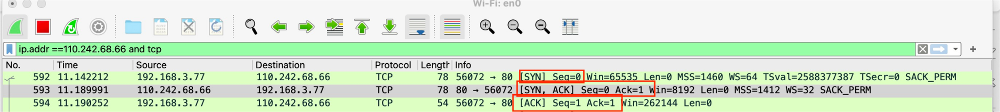 Wi-Fi: en0
ip.addr ==110.242.68.66 and tcp
No. Time Source Destination Protocol Length Info
592 11.142212 192.168.3.77 110.242.68.66 TCP 78 56072 → 80 [SYN] Seq=0 Win=65535 Len=0 MSS=1460 WS=64 TSval=2588377387 TSecr=0 SACK_PERM
593 11.189991 110.242.68.66 192.168.3.77 TCP 78 80 → 56072 [SYN, ACK] Seq=0 Ack=1 Win=8192 Len=0 MSS=1412 WS=32 SACK_PERM
594 11.190252 192.168.3.77 110.242.68.66 TCP 54 56072 → 80 [ACK] Seq=1 Ack=1 Win=262144 Len=0